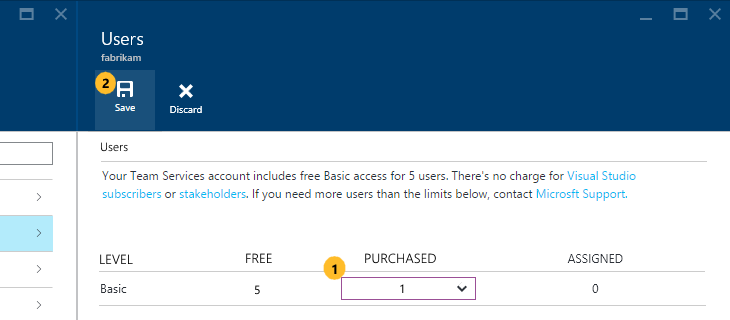 Users
fabrikam
2
Save
Discard
Users
Your Team Services account includes free Basic access for 5 users. There's no charge for Visual Studio
subscribers or stakeholders. If you need more users than the limits below, contact Microsft Support.
LEVEL FREE 1 PURCHASED ASSIGNED
Basic 5 1 0